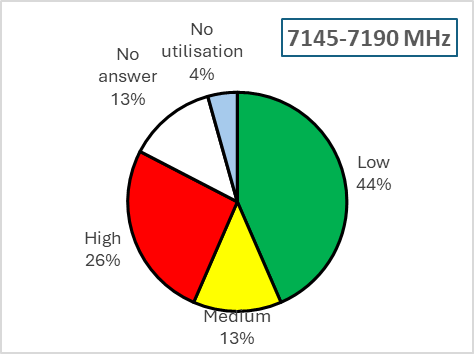 7145-7190 MHz
No
utilisation
4%
No
answer
13%
Low
44%
High
26%
Medium
13%